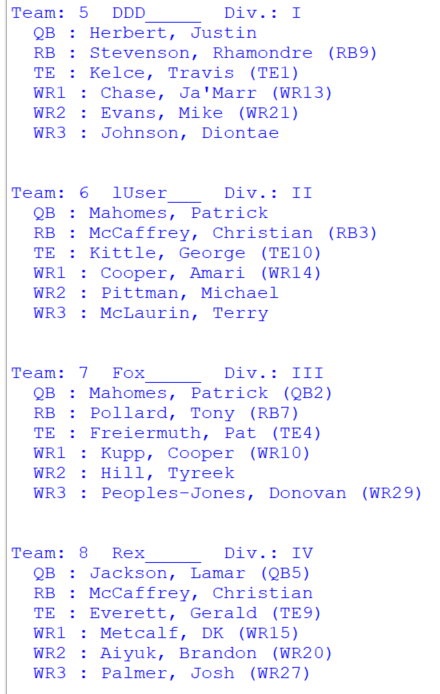 Team: 5  DDD_____  Div.: I
QB : Herbert, Justin
RB : Stevenson, Rhamondre (RB9)
TE : Kelce, Travis (TE1)
WR1 : Chase, Ja'Marr (WR13)
WR2 : Evans, Mike (WR21)
WR3 : Johnson, Diontae
Team: 6  lUser___  Div.: II
QB : Mahomes, Patrick
RB : McCaffrey, Christian (RB3)
TE : Kittle, George (TE10)
WR1 : Cooper, Amari (WR14)
WR2 : Pittman, Michael
WR3 : McLaurin, Terry
Team: 7  Fox_____  Div.: III
QB : Mahomes, Patrick (QB2)
RB : Pollard, Tony (RB7)
TE : Freiermuth, Pat (TE4)
WR1 : Kupp, Cooper (WR10)
WR2 : Hill, Tyreek
WR3 : Peoples-Jones, Donovan (WR29)
Team: 8  Rex_____  Div.: IV
QB : Jackson, Lamar (QB5)
RB : McCaffrey, Christian
TE : Everett, Gerald (TE9)
WR1 : Metcalf, DK (WR15)
WR2 : Aiyuk, Brandon (WR20)
WR3 : Palmer, Josh (WR27)